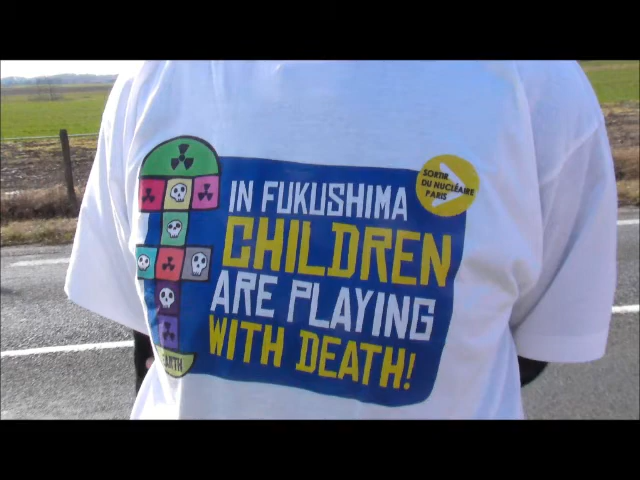 IN FUKUSHIMA
CHILDREN
ARE PLAYING
WITH DEATH!
SORTIR
DU NUCLÉAIRE
PARIS
EARTH